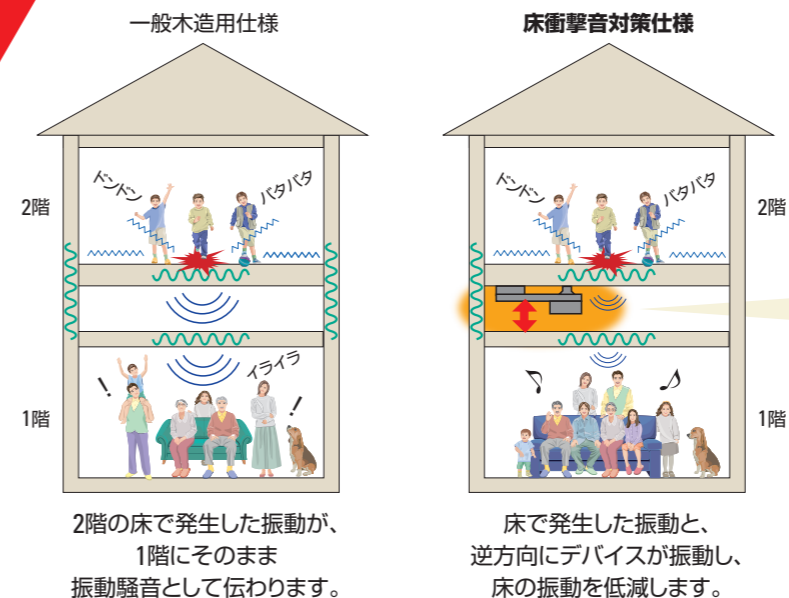 一般木造用仕様
ドンドン
バタバタ
2階
イライラ
!
!
1階
2階の床で発生した振動が、
1階にそのまま
振動騒音として伝わります。
床衝撃音対策仕様
ドンドン
バタバタ
2階
1階
床で発生した振動と、
逆方向にデバイスが振動し、
床の振動を低減します。